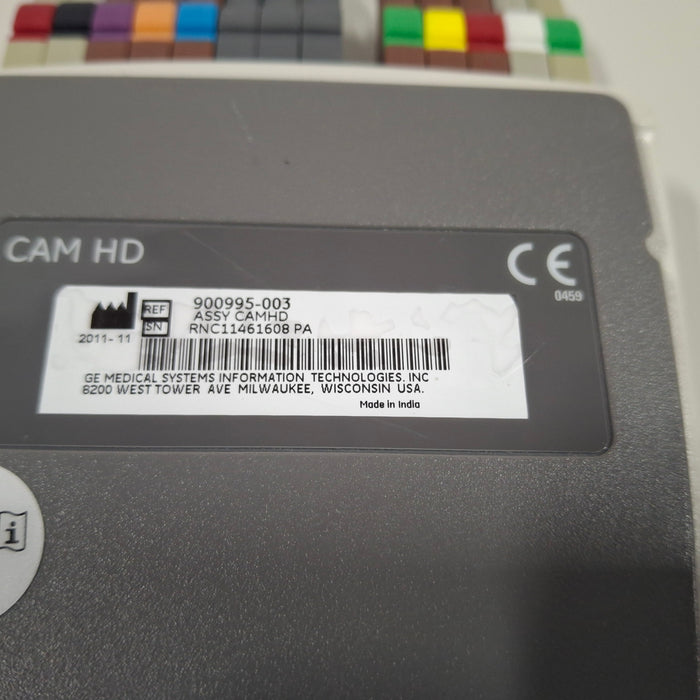 CAM HD
CE
0459
REF 900995-003
ASSY CAMHD
SN RNC11461608 PA
2011-11
GE MEDICAL SYSTEMS INFORMATION TECHNOLOGIES. INC
8200 WEST TOWER AVE MILWAUKEE, WISCONSIN USA.
Made in India
i